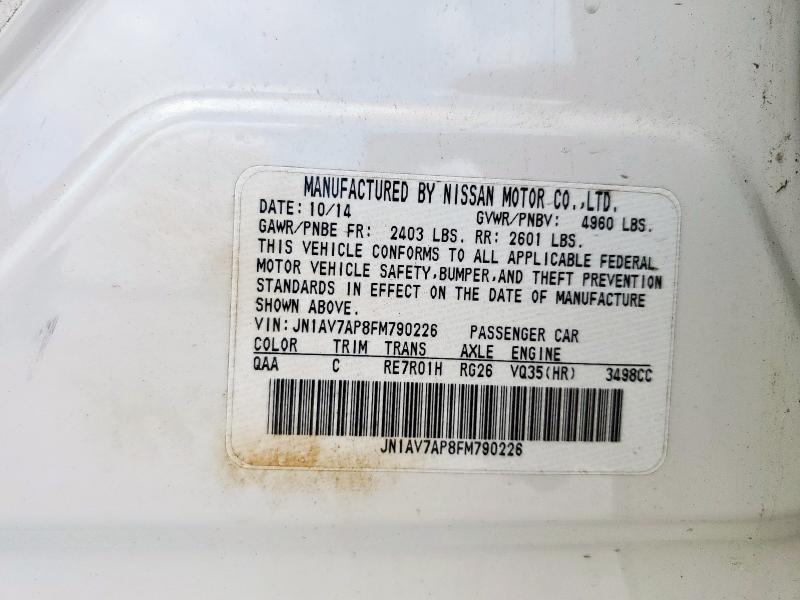 MANUFACTURED BY NISSAN MOTOR CO.,LTD.
DATE: 10/14 GVWR/PNBV: 4960 LBS.
GAWR/PNBE FR: 2403 LBS. RR: 2601 LBS.
THIS VEHICLE CONFORMS TO ALL APPLICABLE FEDERAL
MOTOR VEHICLE SAFETY,BUMPER,AND THEFT PREVENTION
STANDARDS IN EFFECT ON THE DATE OF MANUFACTURE
SHOWN ABOVE.
VIN:JN1AV7AP8FM790226 PASSENGER CAR
COLOR TRIM TRANS AXLE ENGINE
QAA C RE7R01H RG26 VQ35(HR) 3498CC
JN1AV7AP8FM790226